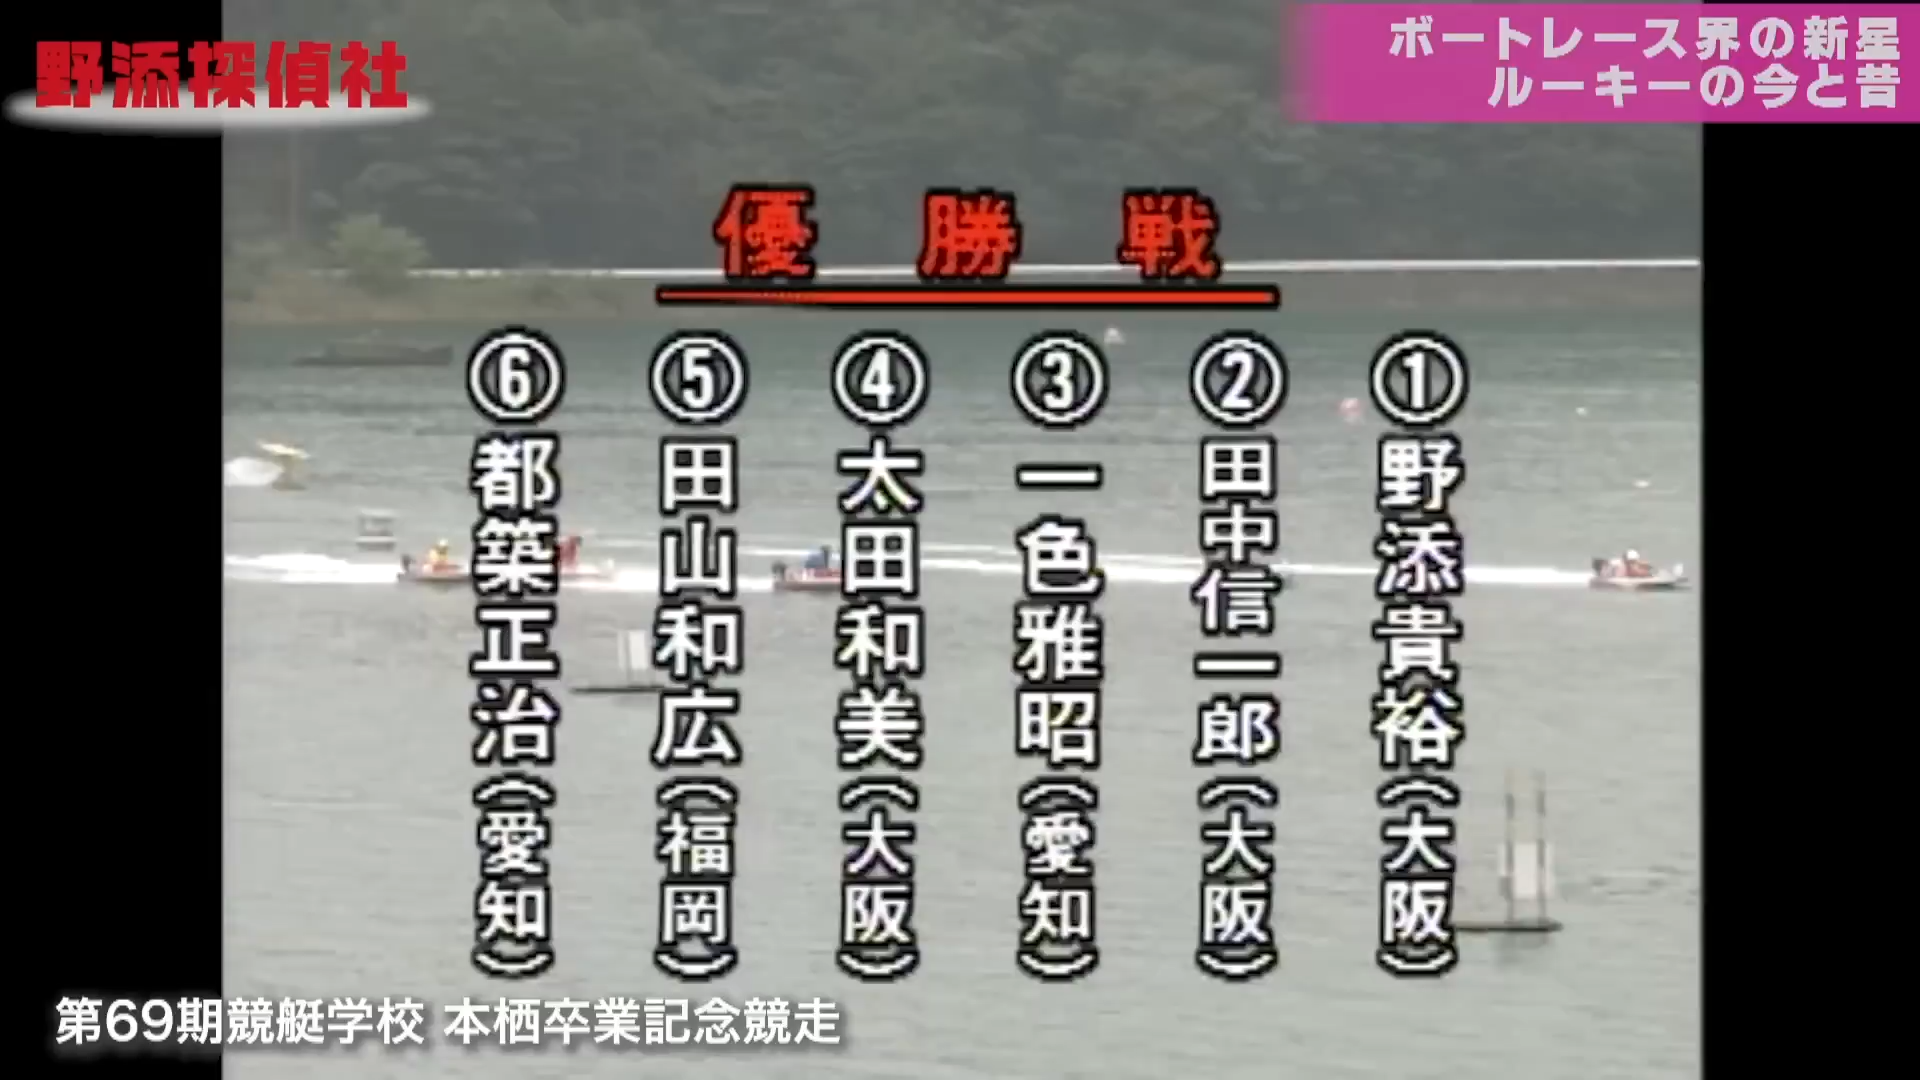 野添探偵社
ボートレース界の新星
ルーキーの今と昔
優勝戦
①野添貴裕(大阪)
②田中信一郎(大阪)
③一色雅昭(愛知)
④太田和美(大阪)
⑤田山和広(福岡)
⑥都築正治(愛知)
第69期競艇学校 本栖卒業記念競走